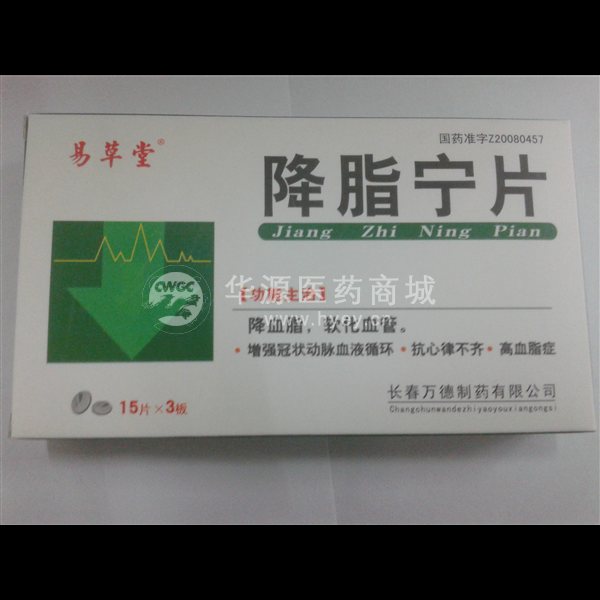 国药准字Z20080457
易草堂®
降脂宁片
Jiang Zhi Ning Pian
CWGC
华源医药商城
【功能主治】
www.hyey.cn
降血脂，软化血管。
·增强冠状动脉血液循环 ·抗心律不齐 ·高血脂症
15片×3板
长春万德制药有限公司
Changchunwandezhiyaoyouxiangongsi